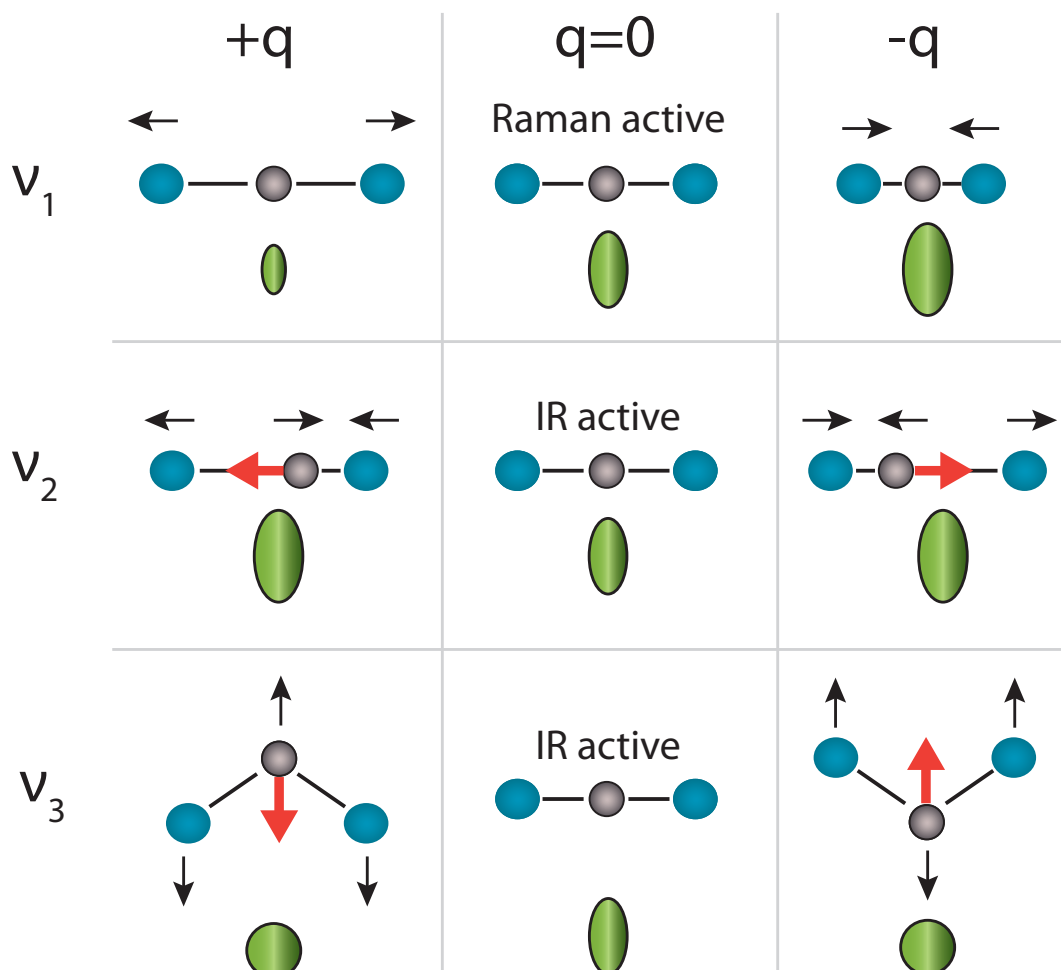 +q
q=0
-q
Raman active
ν1
IR active
ν2
IR active
ν3